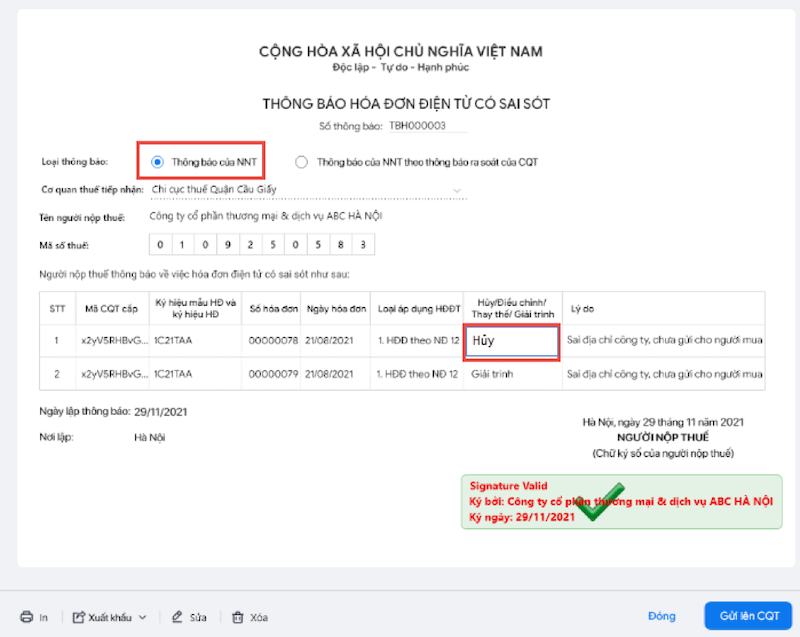 CỘNG HÒA XÃ HỘI CHỦ NGHĨA VIỆT NAM
Độc lập - Tự do - Hạnh phúc
THÔNG BÁO HÓA ĐƠN ĐIỆN TỬ CÓ SAI SÓT
Số thông báo: TBH000003
Loại thông báo: Thông báo của NNT Thông báo của NNT theo thông báo rà soát của CQT
Cơ quan thuế tiếp nhận: Chi cục thuế Quận Cầu Giấy
Tên người nộp thuế: Công ty cổ phần thương mại & dịch vụ ABC HÀ NỘI
Mã số thuế: 0 1 0 9 2 5 0 5 8 3
Người nộp thuế thông báo về việc hóa đơn điện tử có sai sót như sau:
STT Mã CQT cấp Ký hiệu mẫu HĐ và ký hiệu HĐ Số hóa đơn Ngày hóa đơn Loại áp dụng HĐĐT Hủy/Điều chỉnh/ Thay thế/ Giải trình Lý do
1 x2yV5RHBvG... 1C21TAA 00000078 21/08/2021 1. HĐĐ theo NĐ 12 Hủy Sai địa chỉ công ty, chưa gửi cho người mua
2 x2yV5RHBvG... 1C21TAA 00000079 21/08/2021 1. HĐĐ theo NĐ 12 Giải trình Sai địa chỉ công ty, chưa gửi cho người mua
Ngày lập thông báo: 29/11/2021
Nơi lập: Hà Nội
Hà Nội, ngày 29 tháng 11 năm 2021
NGƯỜI NỘP THUẾ
(Chữ ký số của người nộp thuế)
Signature Valid
Ký bởi: Công ty cổ phần thương mại & dịch vụ ABC HÀ NỘI
Ký ngày: 29/11/2021
In Xuất khẩu Sửa Xóa Đóng Gửi lên CQT